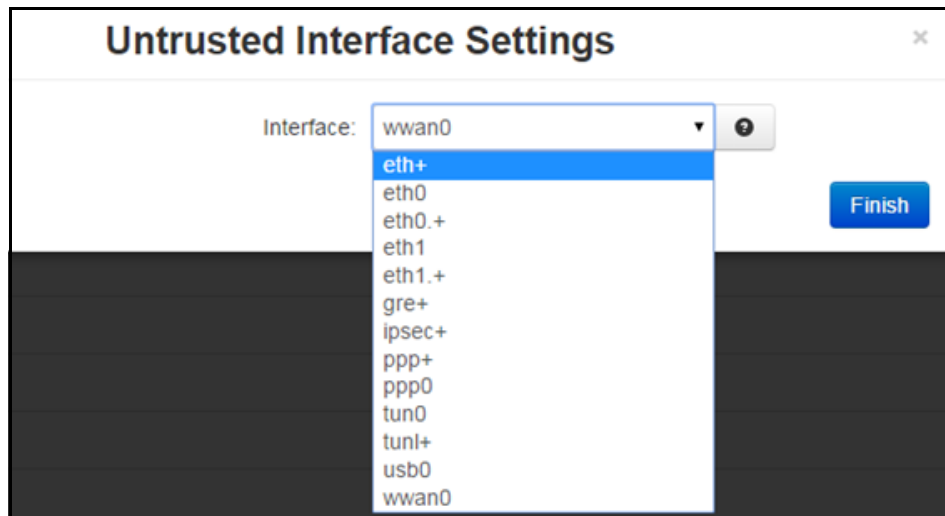 Untrusted Interface Settings ×
Interface: wwan0
eth+
eth0
eth0.+
Finish
eth1
eth1.+
gre+
ipsec+
ppp+
ppp0
tun0
tunl+
usb0
wwan0